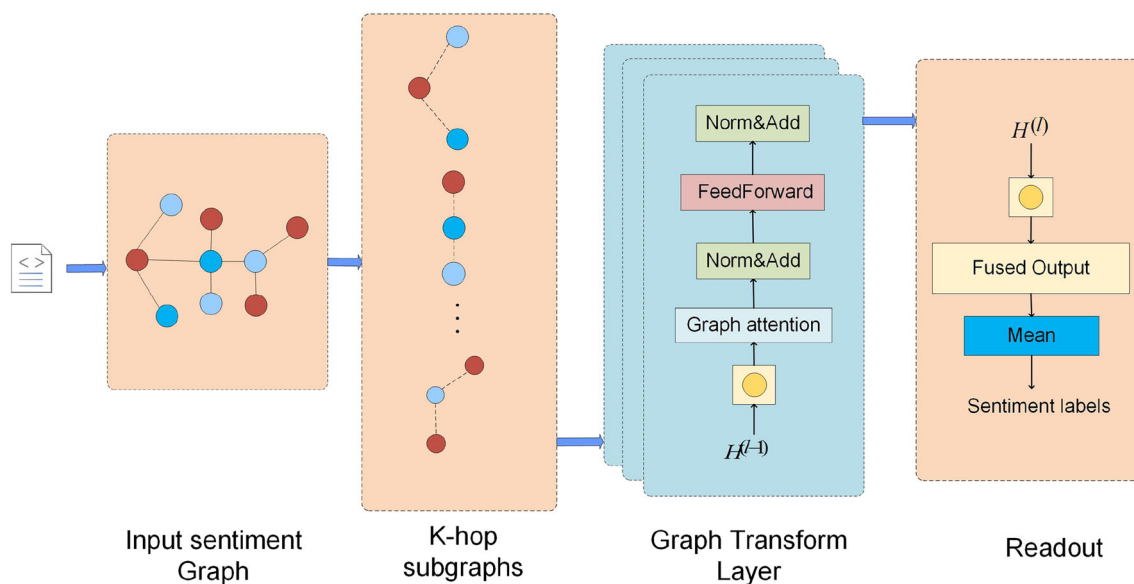 < >
Input sentiment
Graph
K-hop
subgraphs
Norm&Add
FeedForward
Norm&Add
Graph attention
H(l-1)
Graph Transform
Layer
H(l)
Fused Output
Mean
Sentiment labels
Readout